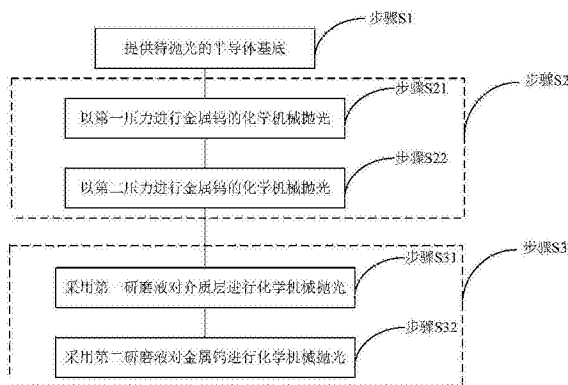 步骤S1
提供待抛光的半导体基底
步骤S21
步骤S2
以第一压力进行金属钨的化学机械抛光
步骤S22
以第二压力进行金属钨的化学机械抛光
步骤S31
步骤S3
采用第一研磨液对介质层进行化学机械抛光
步骤S32
采用第二研磨液对金属钨进行化学机械抛光